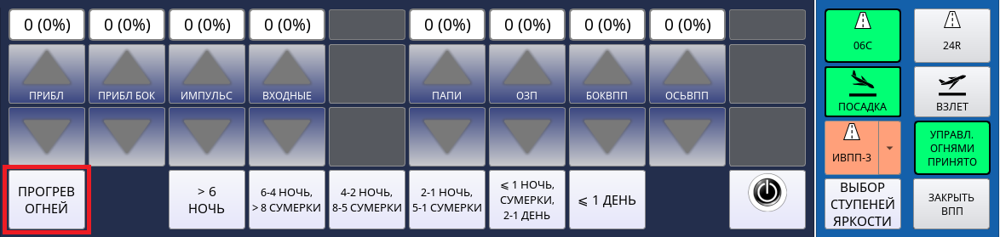 0 (0%) 0 (0%) 0 (0%) 0 (0%) 0 (0%) 0 (0%) 0 (0%) 0 (0%)
ПРИБЛ ПРИБЛ БОК ИМПУЛЬС ВХОДНЫЕ ПАПИ ОЗП БОКВПП ОСЬВПП
ПРОГРЕВ
ОГНЕЙ
> 6
НОЧЬ
6-4 НОЧЬ,
> 8 СУМЕРКИ
4-2 НОЧЬ,
8-5 СУМЕРКИ
2-1 НОЧЬ,
5-1 СУМЕРКИ
⩽ 1 НОЧЬ,
СУМЕРКИ,
2-1 ДЕНЬ
⩽ 1 ДЕНЬ
06C
24R
ПОСАДКА
ВЗЛЕТ
ИВПП-3
УПРАВЛ.
ОГНЯМИ
ПРИНЯТО
ВЫБОР
СТУПЕНЕЙ
ЯРКОСТИ
ЗАКРЫТЬ
ВПП